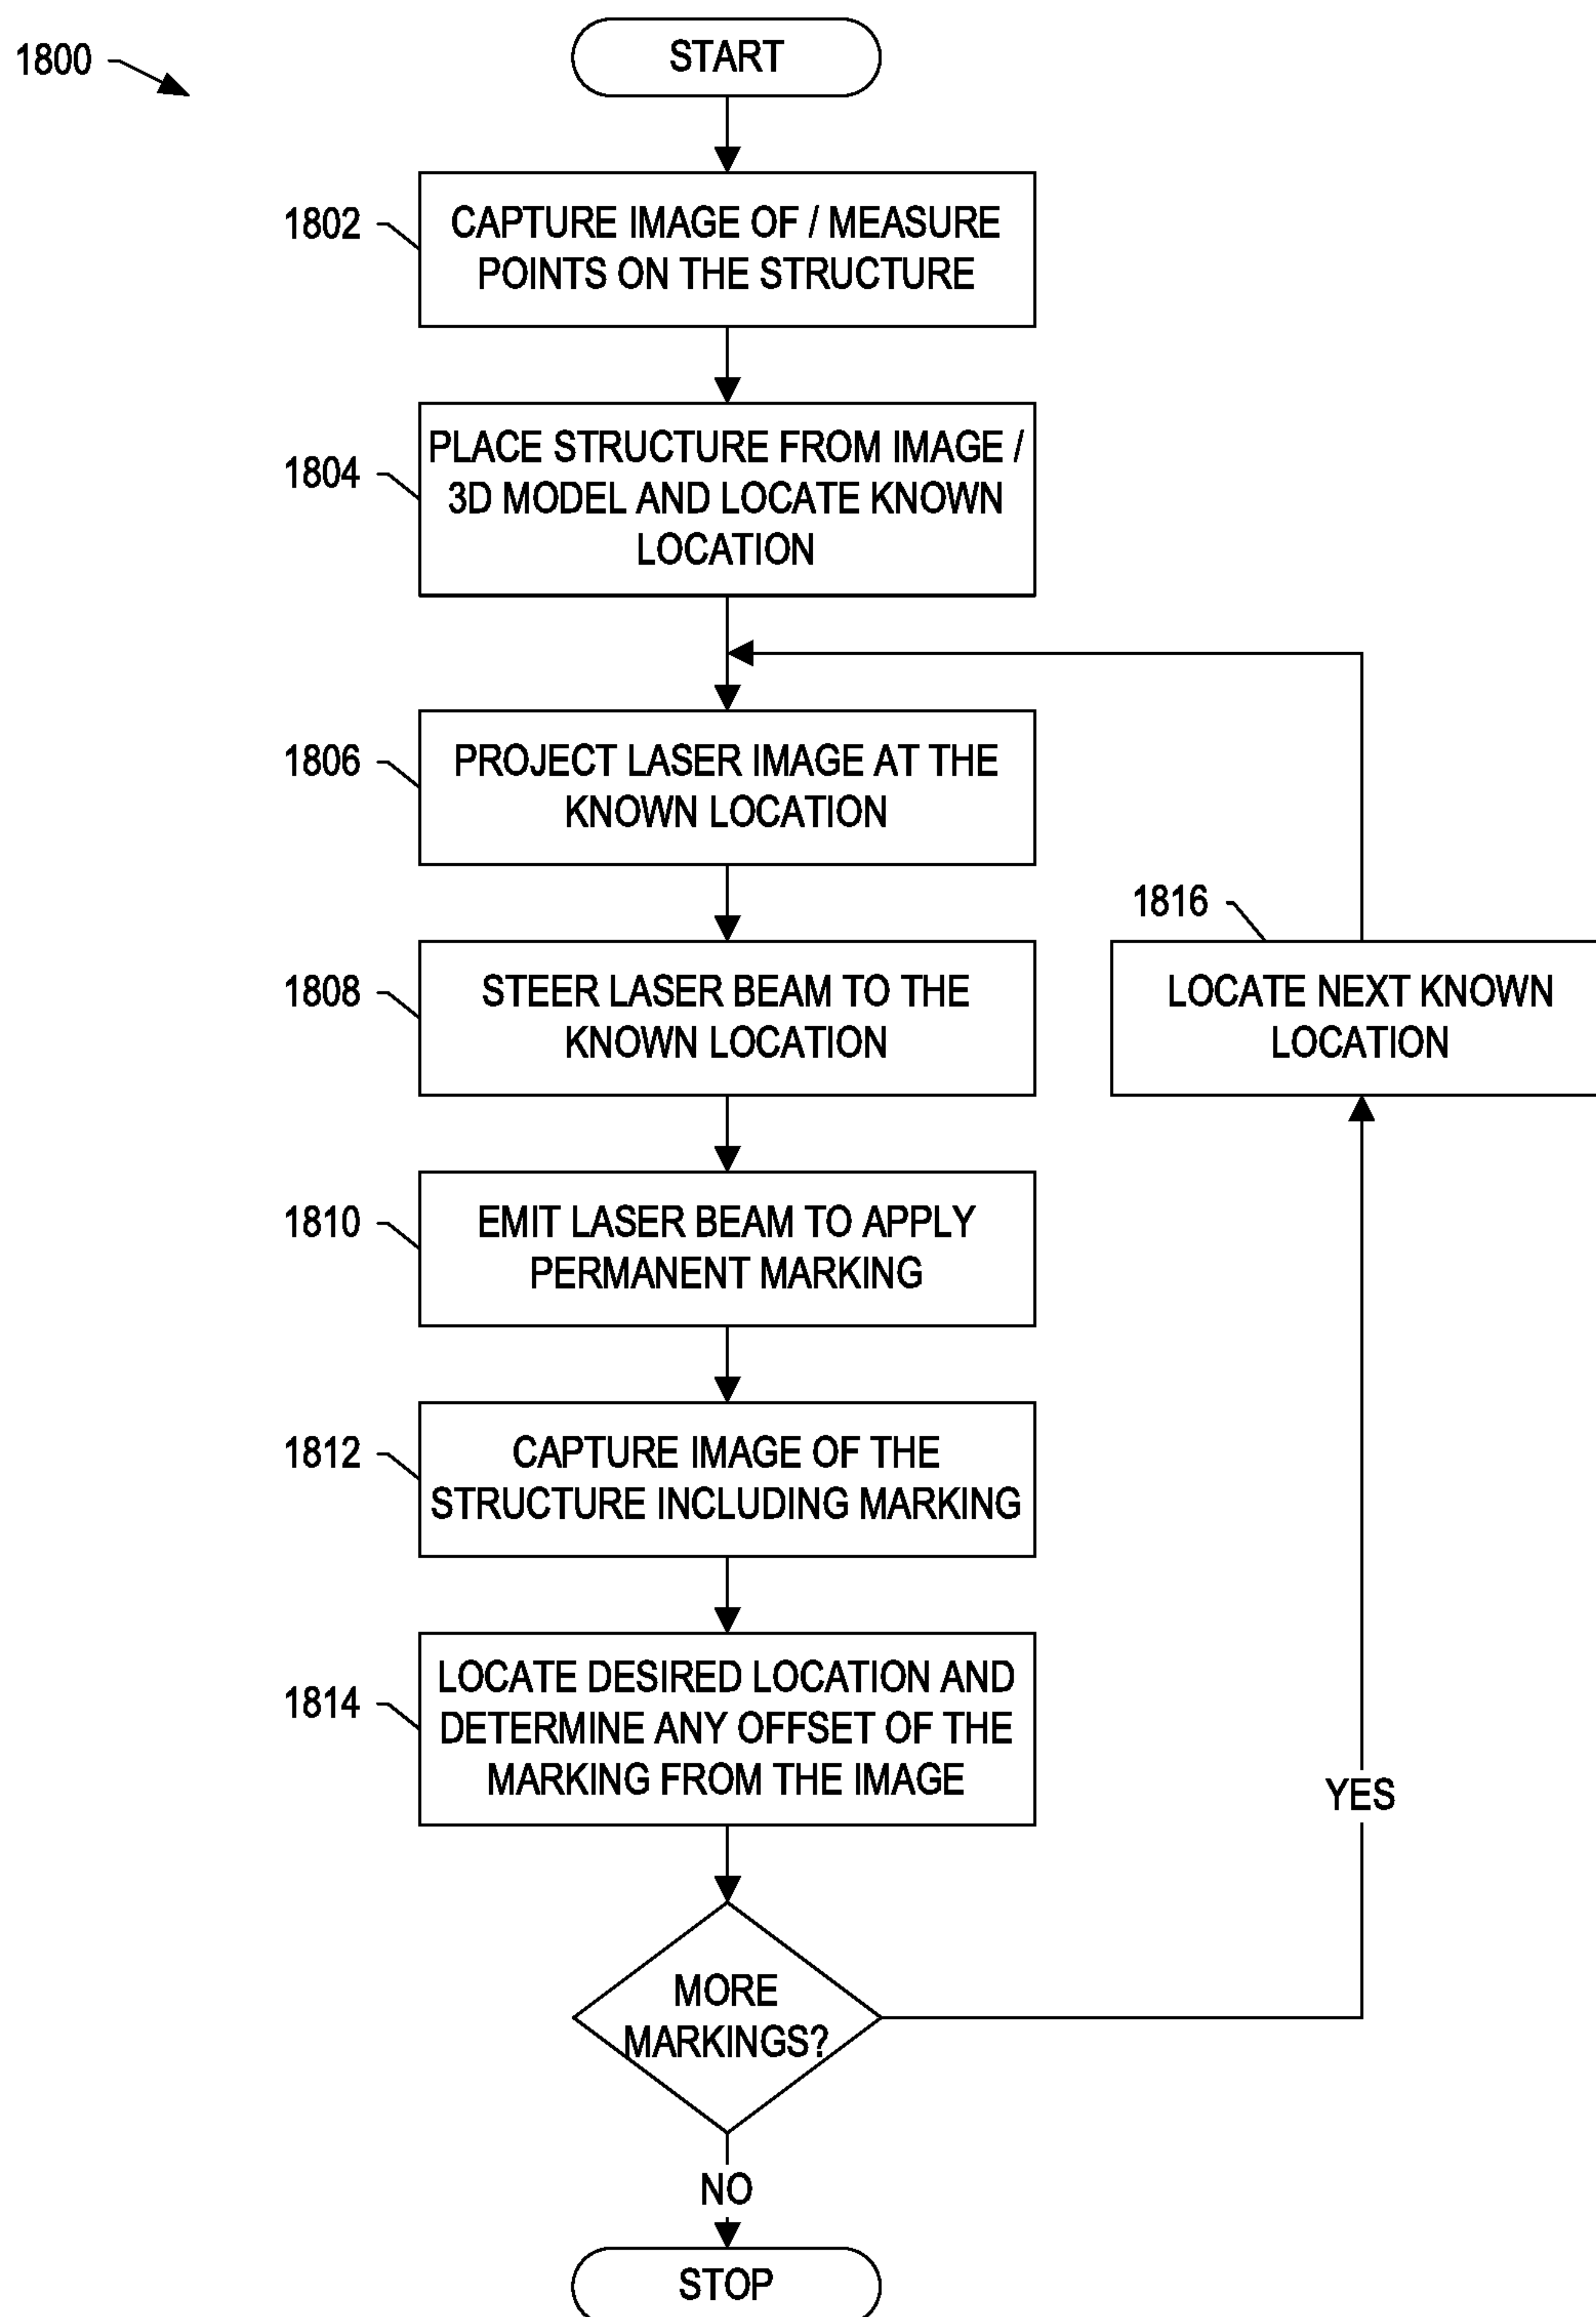 1800
START
1802
CAPTURE IMAGE OF / MEASURE
POINTS ON THE STRUCTURE
1804
PLACE STRUCTURE FROM IMAGE /
3D MODEL AND LOCATE KNOWN
LOCATION
1806
PROJECT LASER IMAGE AT THE
KNOWN LOCATION
1816
LOCATE NEXT KNOWN
LOCATION
1808
STEER LASER BEAM TO THE
KNOWN LOCATION
1810
EMIT LASER BEAM TO APPLY
PERMANENT MARKING
1812
CAPTURE IMAGE OF THE
STRUCTURE INCLUDING MARKING
1814
LOCATE DESIRED LOCATION AND
DETERMINE ANY OFFSET OF THE
MARKING FROM THE IMAGE
YES
MORE
MARKINGS?
NO
STOP